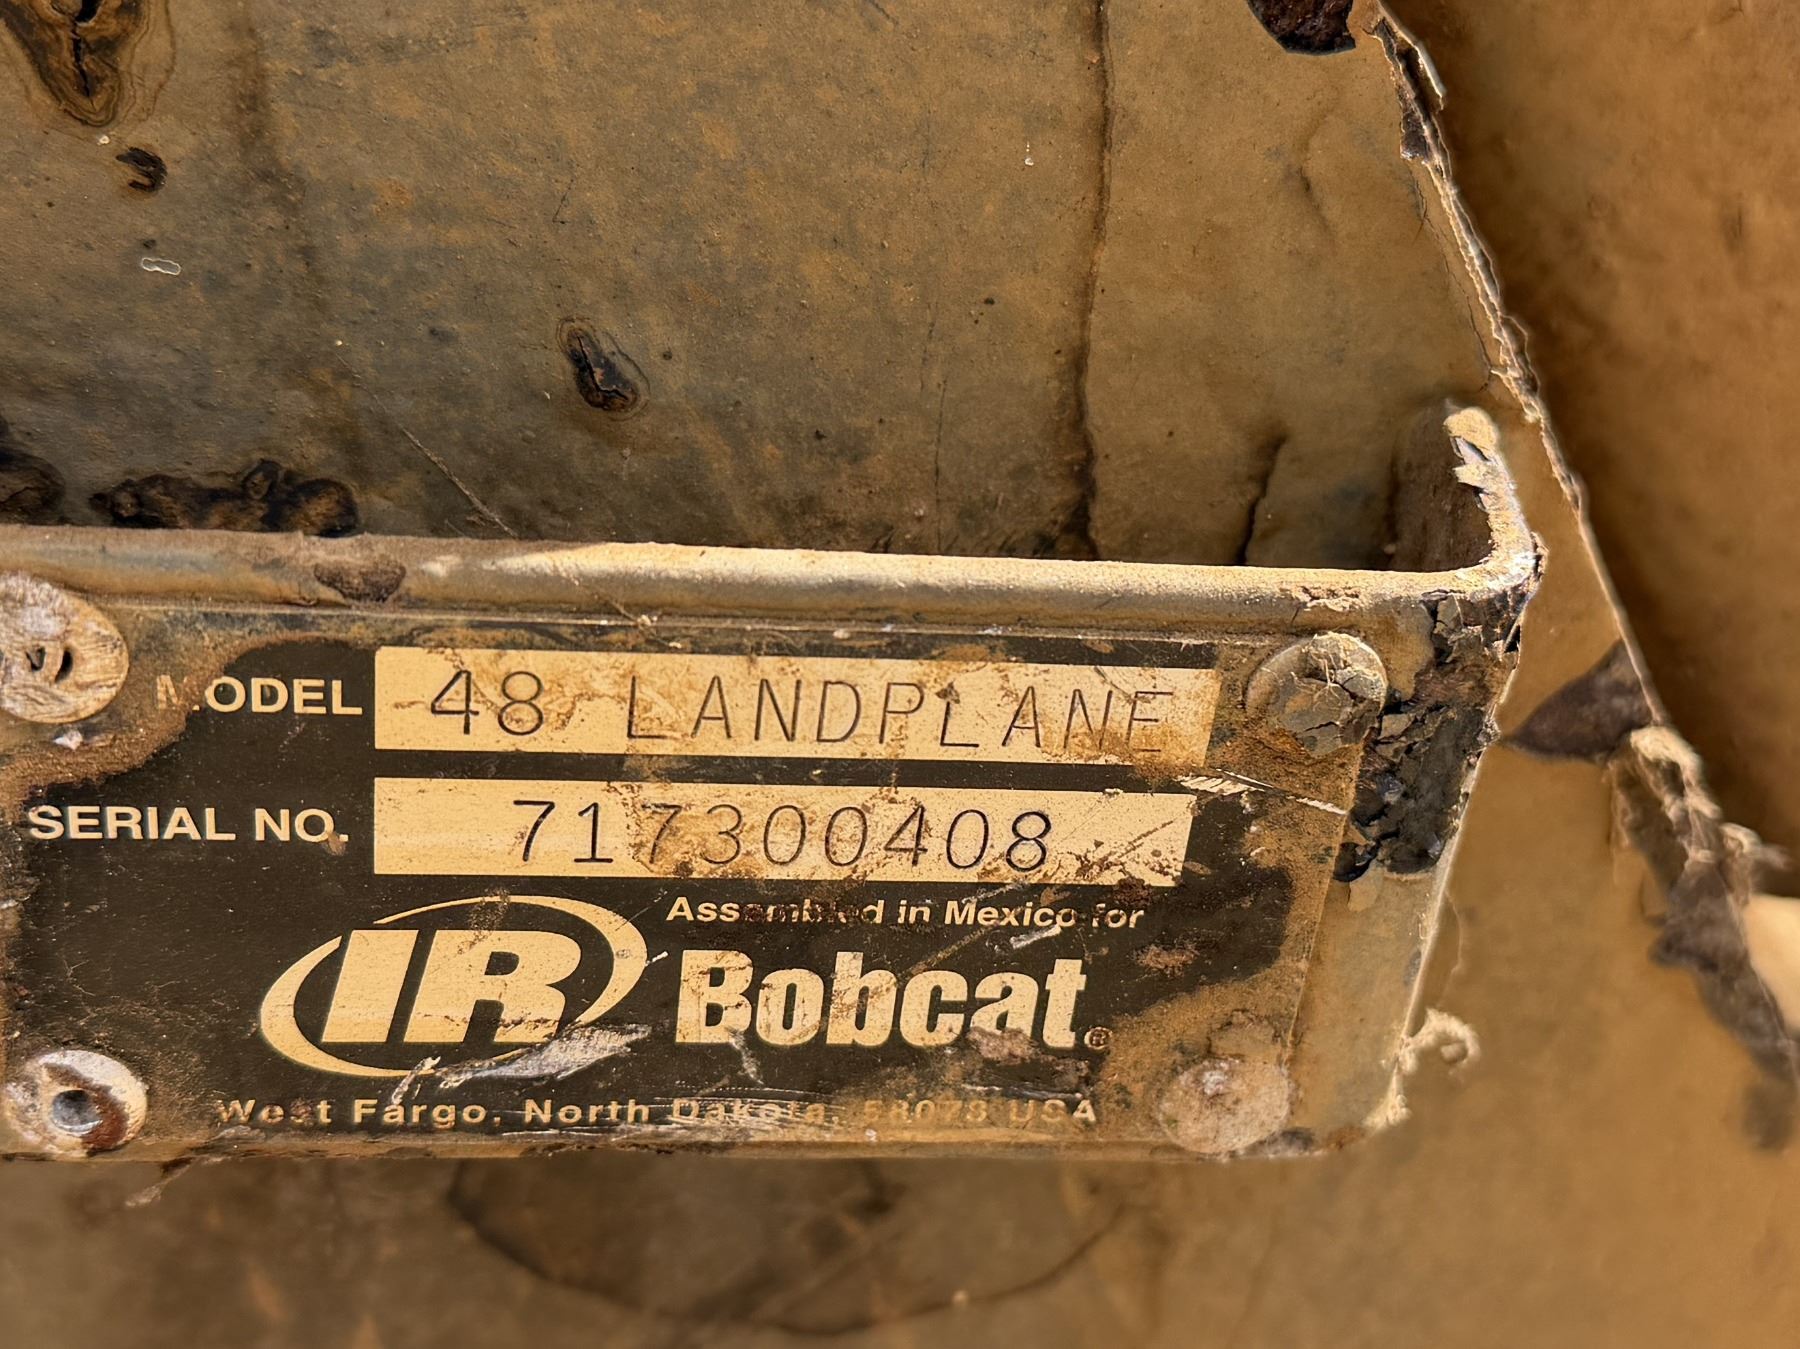 MODEL 48 LANDPLANE
SERIAL NO. 717300408
Assembled in Mexico for
IR Bobcat®
West Fargo, North Dakota, 58078 USA